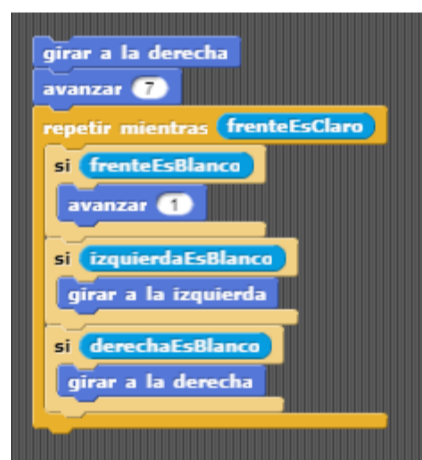 girar a la derecha
avanzar 7
repetir mientras frenteEsClaro
si frenteEsBlanco
avanzar 1
si izquierdaEsBlanco
girar a la izquierda
si derechaEsBlanco
girar a la derecha